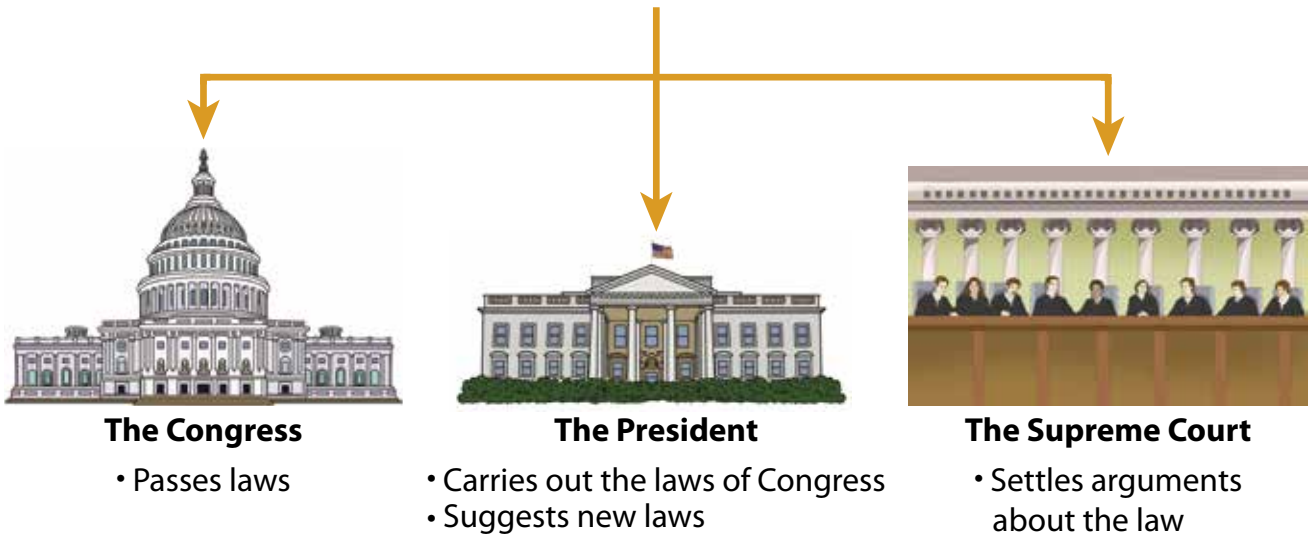 The Congress
• Passes laws
The President
• Carries out the laws of Congress
• Suggests new laws
The Supreme Court
• Settles arguments
about the law